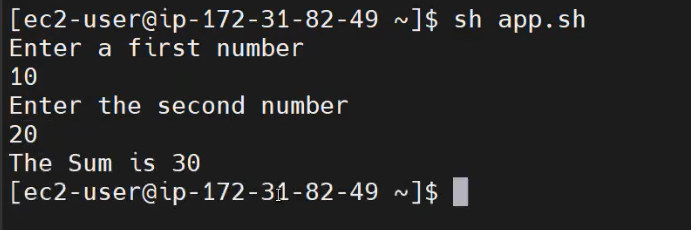 [ec2-user@ip-172-31-82-49 ~]$ sh app.sh
Enter a first number
10
Enter the second number
20
The Sum is 30
[ec2-user@ip-172-31-82-49 ~]$